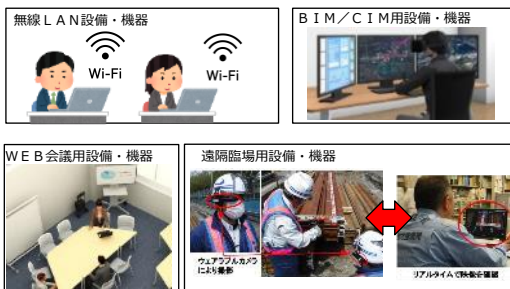 無線ＬＡＮ設備・機器
Wi-Fi
Wi-Fi
ＢＩＭ／ＣＩＭ用設備・機器
ＷＥＢ会議用設備・機器
遠隔臨場用設備・機器
ウェアラブルカメラ
により撮影
リアルタイムで映像を確認